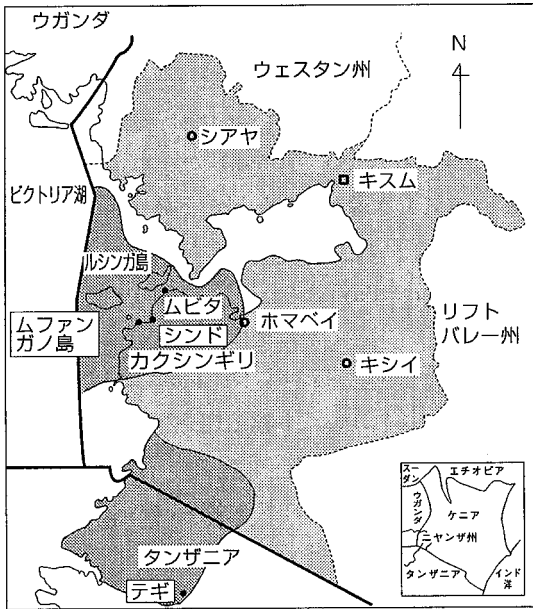 ウガンダ
ウェスタン州
N
シアヤ
キスム
ビクトリア湖
ルシンガ島
ムビタ
ムファン
ガノ島
シンド
ホマベイ
リフト
バレー州
カクシンギリ
キシイ
タンザニア
テギ
スー
ダン
エチオピア
ウガンダ
ケニア
ニヤンザ州
タンザニア
インド
洋